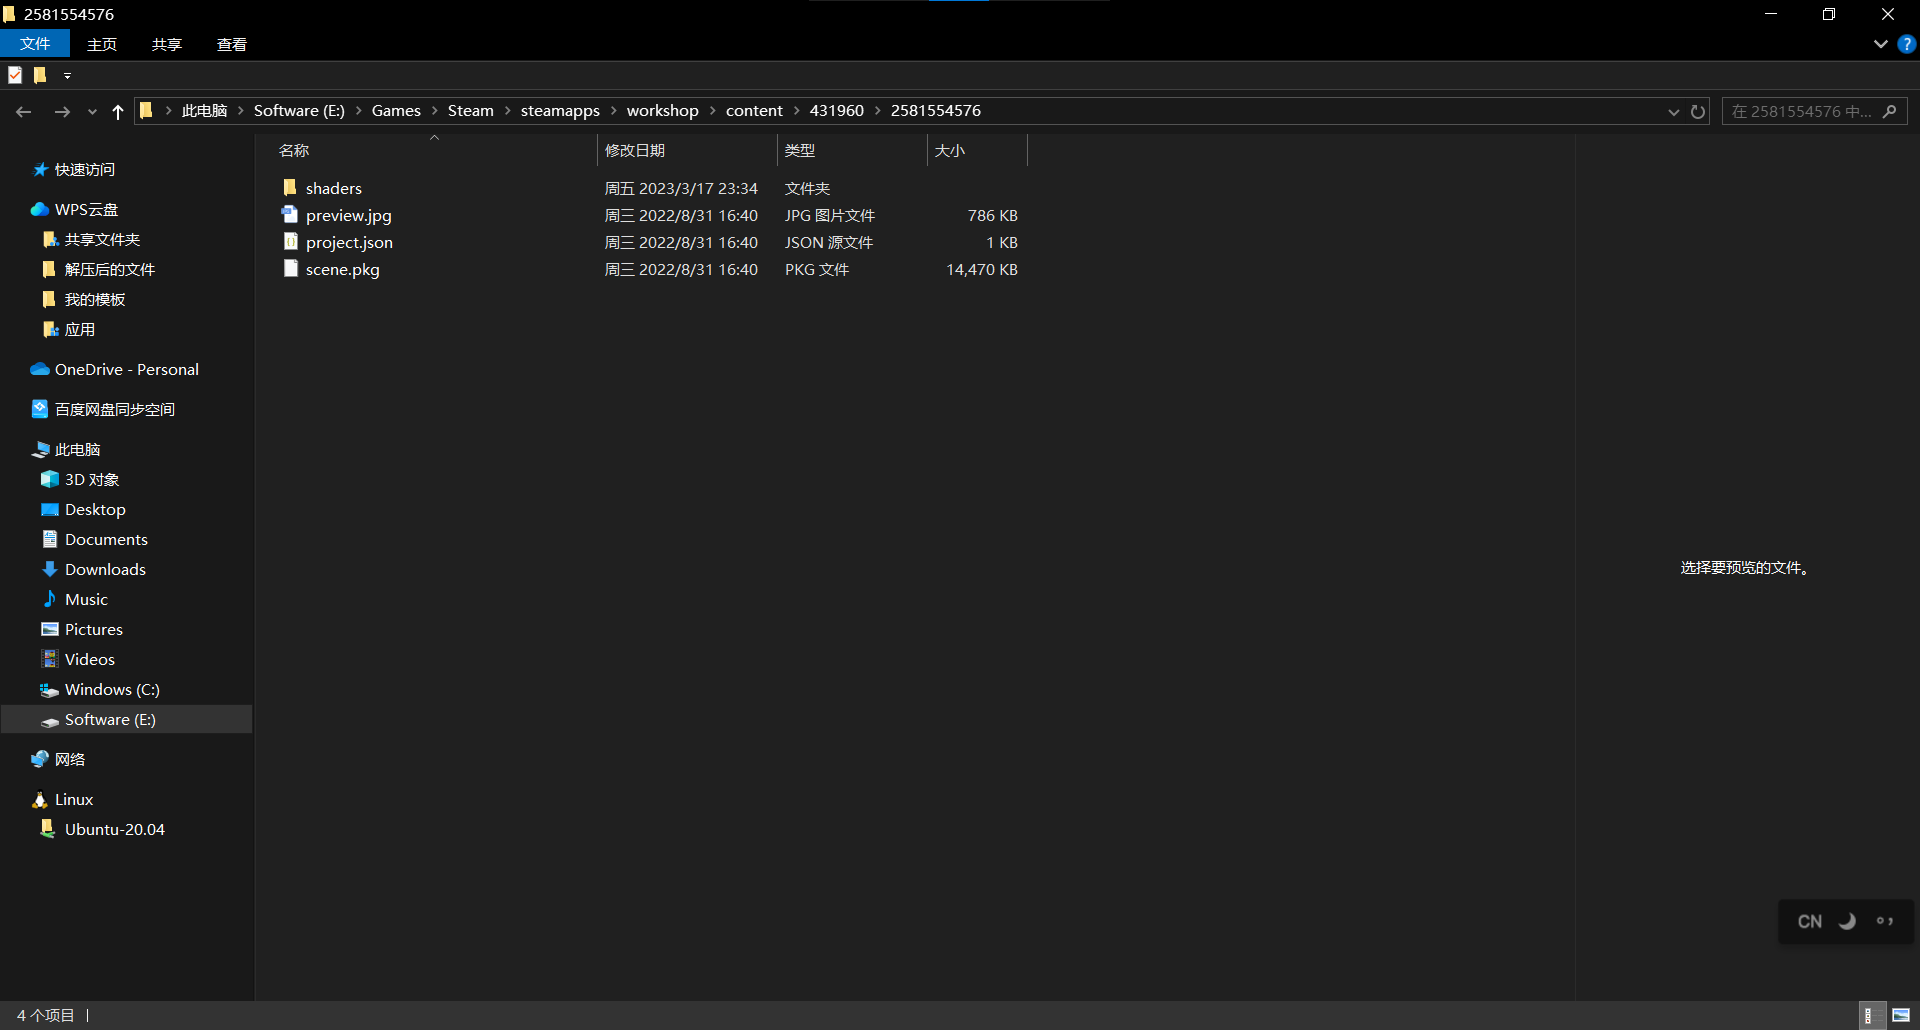 2581554576
文件 主页 共享 查看
此电脑 Software (E:) Games Steam steamapps workshop content 431960 2581554576 在 2581554576 中...
名称 修改日期 类型 大小
快速访问
WPS云盘
共享文件夹
解压后的文件
我的模板
应用
OneDrive - Personal
百度网盘同步空间
此电脑
3D 对象
Desktop
Documents
Downloads
Music
Pictures
Videos
Windows (C:)
Software (E:)
网络
Linux
Ubuntu-20.04
shaders 周五 2023/3/17 23:34 文件夹
preview.jpg 周三 2022/8/31 16:40 JPG 图片文件 786 KB
project.json 周三 2022/8/31 16:40 JSON 源文件 1 KB
scene.pkg 周三 2022/8/31 16:40 PKG 文件 14,470 KB
选择要预览的文件。
CN
4 个项目